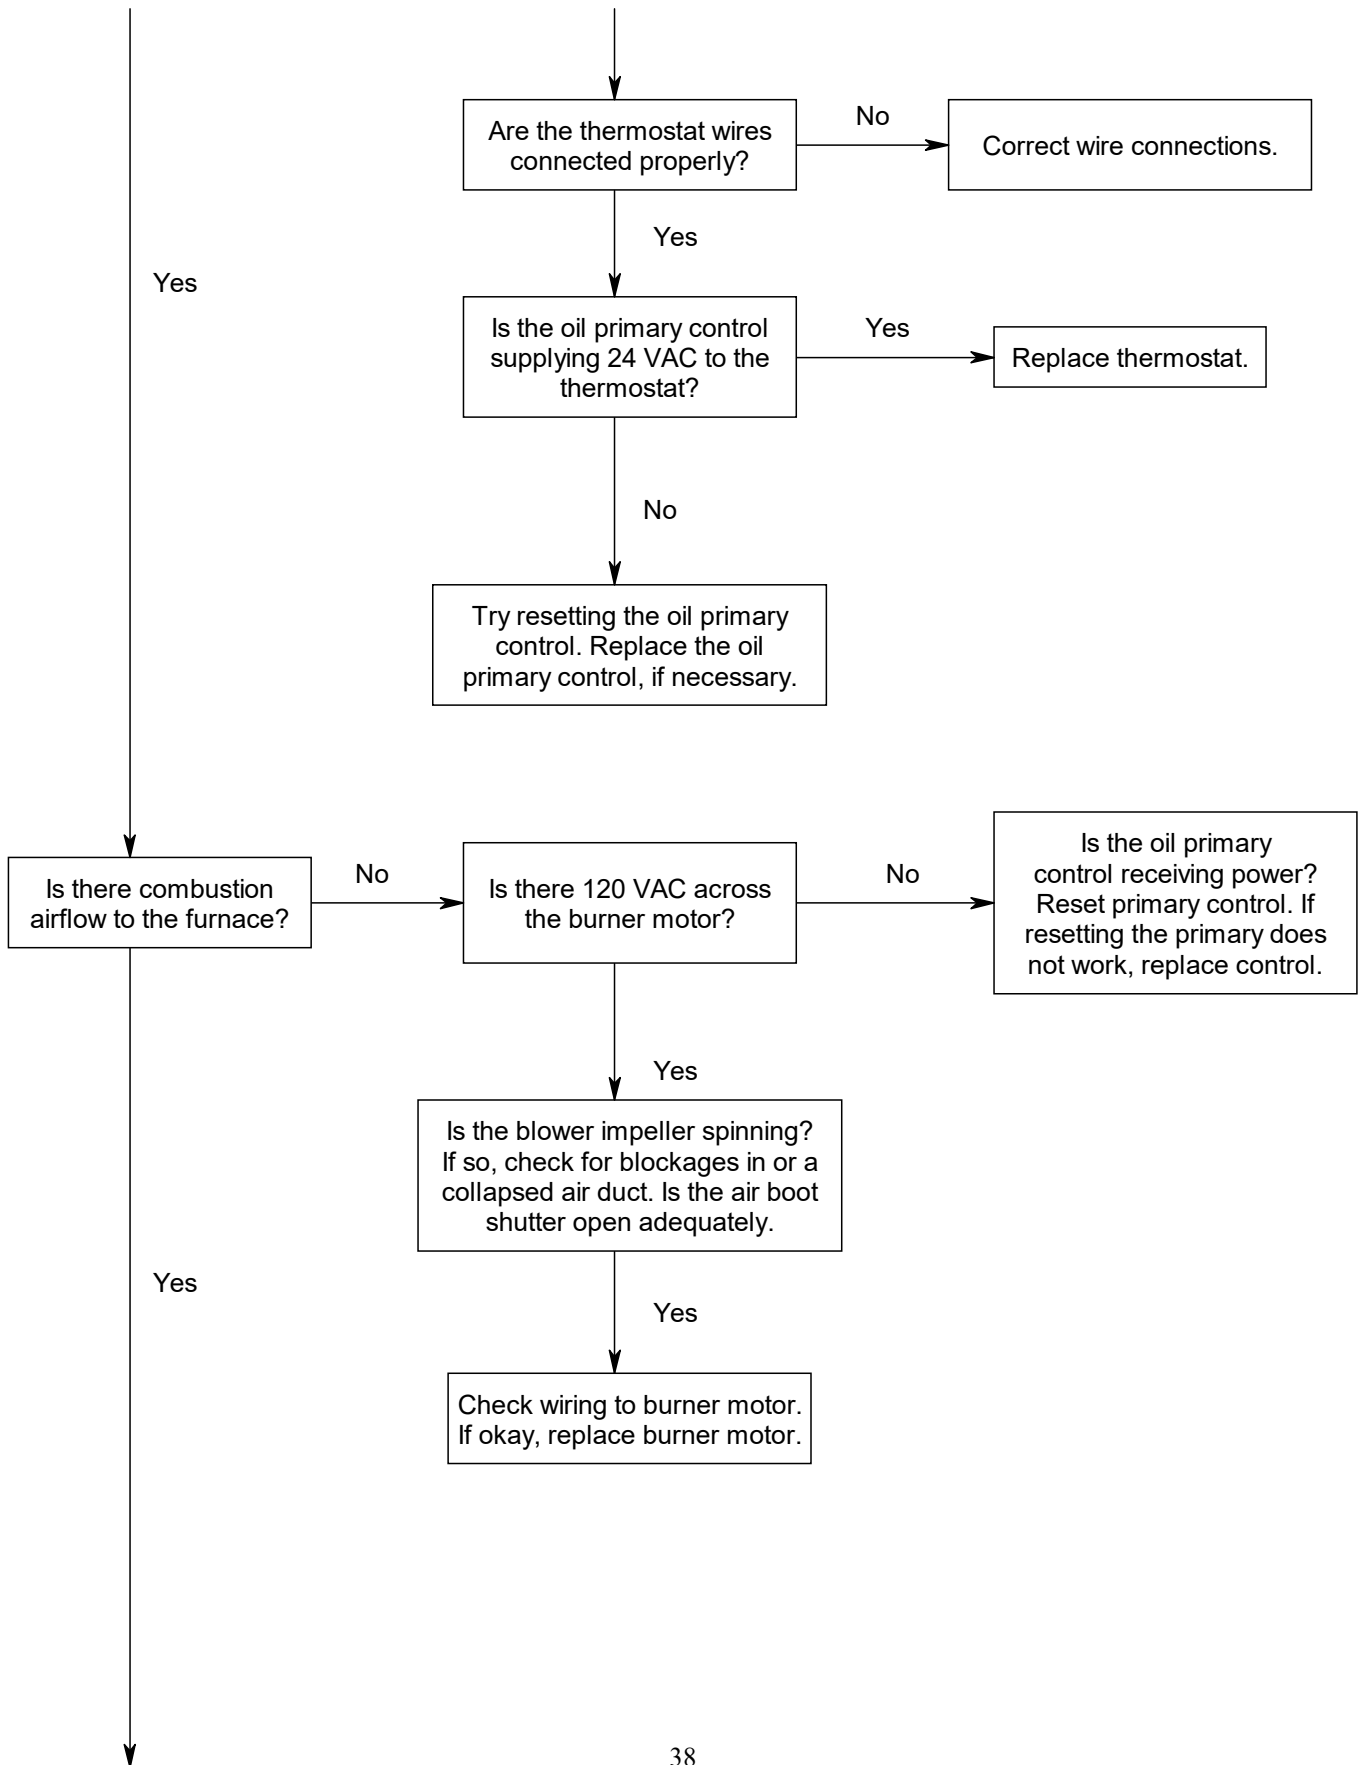 Are the thermostat wires
connected properly?
No
Correct wire connections.
Yes
Yes
Is the oil primary control
supplying 24 VAC to the
thermostat?
Yes
Replace thermostat.
No
Try resetting the oil primary
control. Replace the oil
primary control, if necessary.
Is there combustion
airflow to the furnace?
No
Is there 120 VAC across
the burner motor?
No
Is the oil primary
control receiving power?
Reset primary control. If
resetting the primary does
not work, replace control.
Yes
Is the blower impeller spinning?
If so, check for blockages in or a
collapsed air duct. Is the air boot
shutter open adequately.
Yes
Yes
Check wiring to burner motor.
If okay, replace burner motor.
38